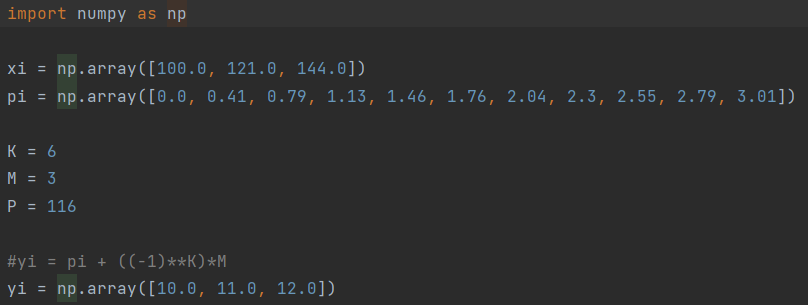 import numpy as np
xi = np.array([100.0, 121.0, 144.0])
pi = np.array([0.0, 0.41, 0.79, 1.13, 1.46, 1.76, 2.04, 2.3, 2.55, 2.79, 3.01])
K = 6
M = 3
P = 116
#yi = pi + ((-1)**K)*M
yi = np.array([10.0, 11.0, 12.0])